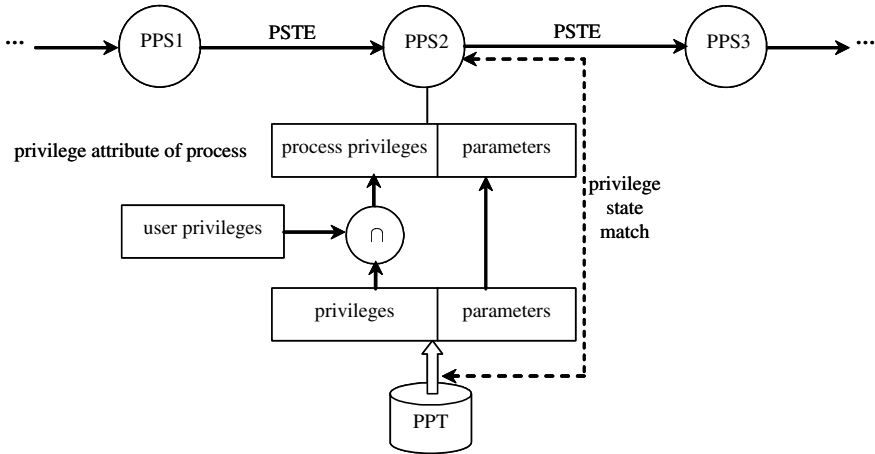 ... PPS1 PSTE PPS2 PSTE PPS3 ...
privilege attribute of process
process privileges parameters
privilege
state
match
user privileges
∩
privileges parameters
PPT